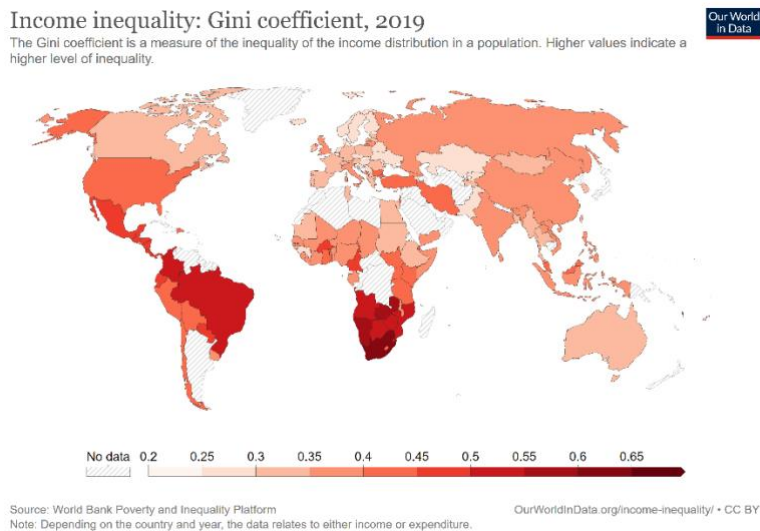 Income inequality: Gini coefficient, 2019
Our World
in Data
The Gini coefficient is a measure of the inequality of the income distribution in a population. Higher values indicate a
higher level of inequality.
No data 0.2 0.25 0.3 0.35 0.4 0.45 0.5 0.55 0.6 0.65
Source: World Bank Poverty and Inequality Platform
OurWorldInData.org/income-inequality/ • CC BY
Note: Depending on the country and year, the data relates to either income or expenditure.